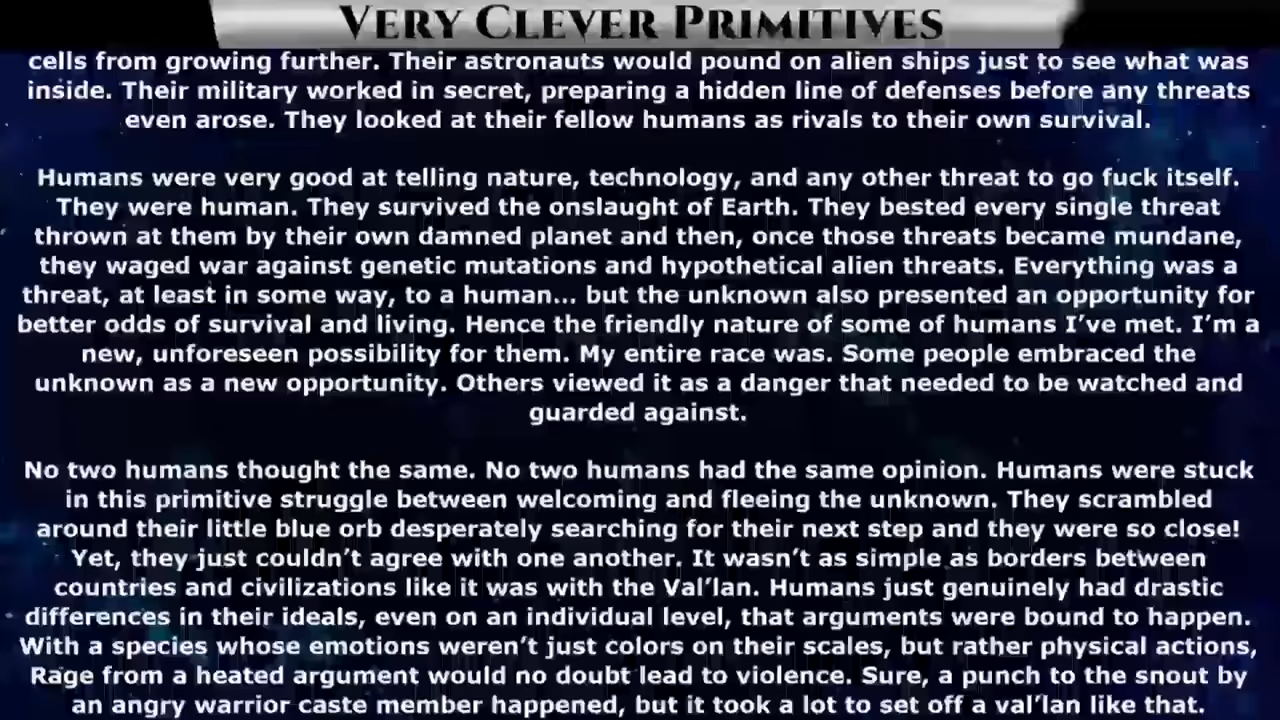 VERY CLEVER PRIMITIVES
cells from growing further. Their astronauts would pound on alien ships just to see what was
inside. Their military worked in secret, preparing a hidden line of defenses before any threats
even arose. They looked at their fellow humans as rivals to their own survival.
Humans were very good at telling nature, technology, and any other threat to go fuck itself.
They were human. They survived the onslaught of Earth. They bested every single threat
thrown at them by their own damned planet and then, once those threats became mundane,
they waged war against genetic mutations and hypothetical alien threats. Everything was a
threat, at least in some way, to a human... but the unknown also presented an opportunity for
better odds of survival and living. Hence the friendly nature of some of humans I’ve met. I’m a
new, unforeseen possibility for them. My entire race was. Some people embraced the
unknown as a new opportunity. Others viewed it as a danger that needed to be watched and
guarded against.
No two humans thought the same. No two humans had the same opinion. Humans were stuck
in this primitive struggle between welcoming and fleeing the unknown. They scrambled
around their little blue orb desperately searching for their next step and they were so close!
Yet, they just couldn’t agree with one another. It wasn’t as simple as borders between
countries and civilizations like it was with the Val’lan. Humans just genuinely had drastic
differences in their ideals, even on an individual level, that arguments were bound to happen.
With a species whose emotions weren’t just colors on their scales, but rather physical actions,
Rage from a heated argument would no doubt lead to violence. Sure, a punch to the snout by
an angry warrior caste member happened, but it took a lot to set off a val’lan like that.